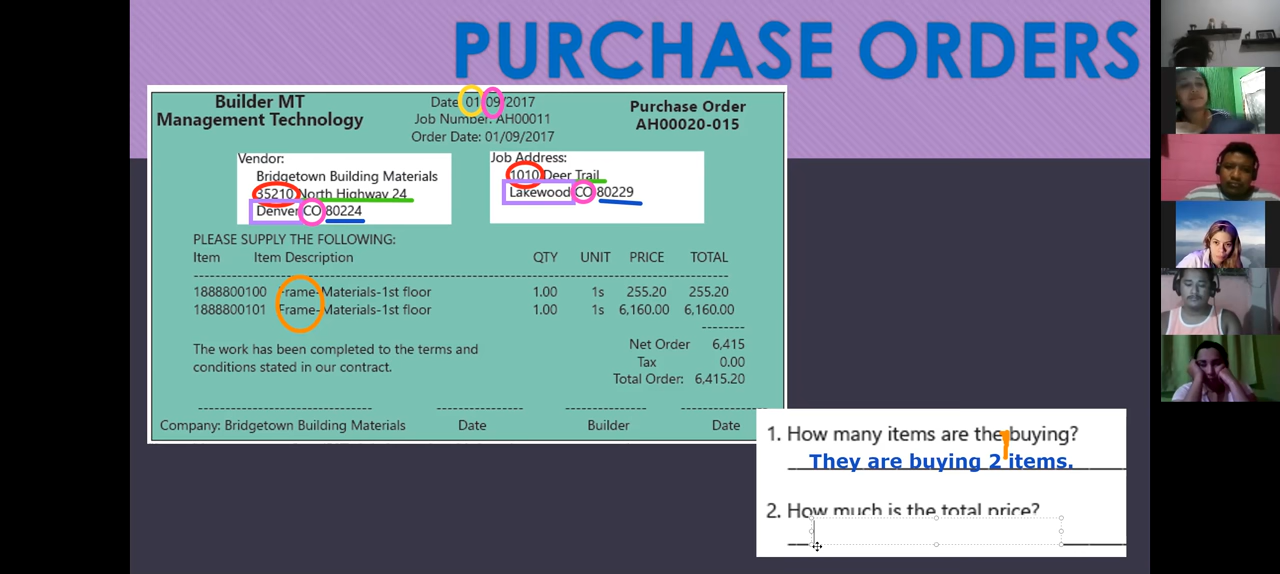 PURCHASE ORDERS
Builder MT
Management Technology
Date: 01/09/2017
Job Number: AH00011
Order Date: 01/09/2017
Purchase Order
AH00020-015
Vendor:
Bridgetown Building Materials
35210 North Highway 24
Denver CO 80224
Job Address:
1010 Deer Trail
Lakewood CO 80229
PLEASE SUPPLY THE FOLLOWING:
Item Item Description QTY UNIT PRICE TOTAL
1888800100 Frame-Materials-1st floor 1.00 1s 255.20 255.20
1888800101 Frame-Materials-1st floor 1.00 1s 6,160.00 6,160.00
Net Order 6,415
Tax 0.00
Total Order: 6,415.20
The work has been completed to the terms and
conditions stated in our contract.
Company: Bridgetown Building Materials Date Builder Date
1. How many items are the buying?
They are buying 2 items.
2. How much is the total price?